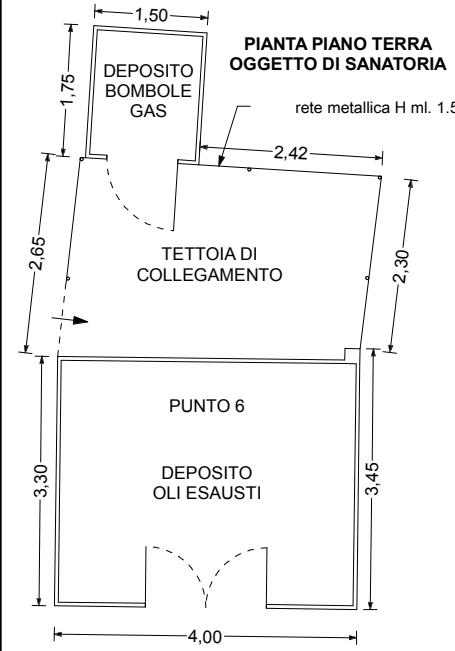 1,50
PIANTA PIANO TERRA
OGGETTO DI SANATORIA
DEPOSITO
BOMBOLE
GAS
1,75
rete metallica H ml. 1.5
2,42
2,65
TETTOIA DI
COLLEGAMENTO
2,30
PUNTO 6
3,30
DEPOSITO
OLI ESAUSTI
3,45
4,00